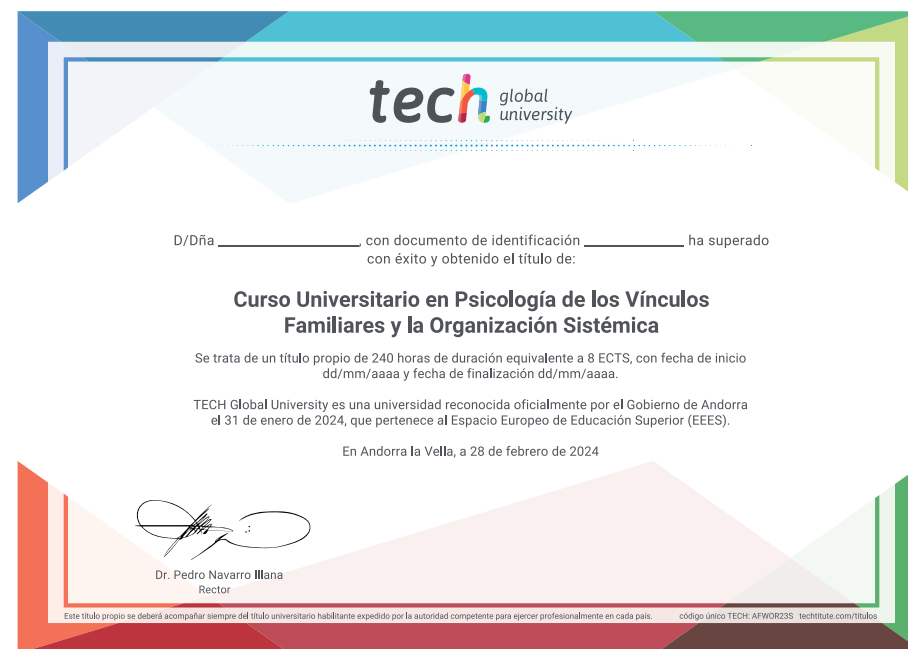 tech global university
D/Dña ____________________, con documento de identificación ______________ ha superado
con éxito y obtenido el título de:
Curso Universitario en Psicología de los Vínculos
Familiares y la Organización Sistémica
Se trata de un título propio de 240 horas de duración equivalente a 8 ECTS, con fecha de inicio
dd/mm/aaaa y fecha de finalización dd/mm/aaaa.
TECH Global University es una universidad reconocida oficialmente por el Gobierno de Andorra
el 31 de enero de 2024, que pertenece al Espacio Europeo de Educación Superior (EEES).
En Andorra la Vella, a 28 de febrero de 2024
Dr. Pedro Navarro Illana
Rector
Este título propio se deberá acompañar siempre del título universitario habilitante expedido por la autoridad competente para ejercer profesionalmente en cada país. código único TECH: AFWOR23S techtitute.com/titulos